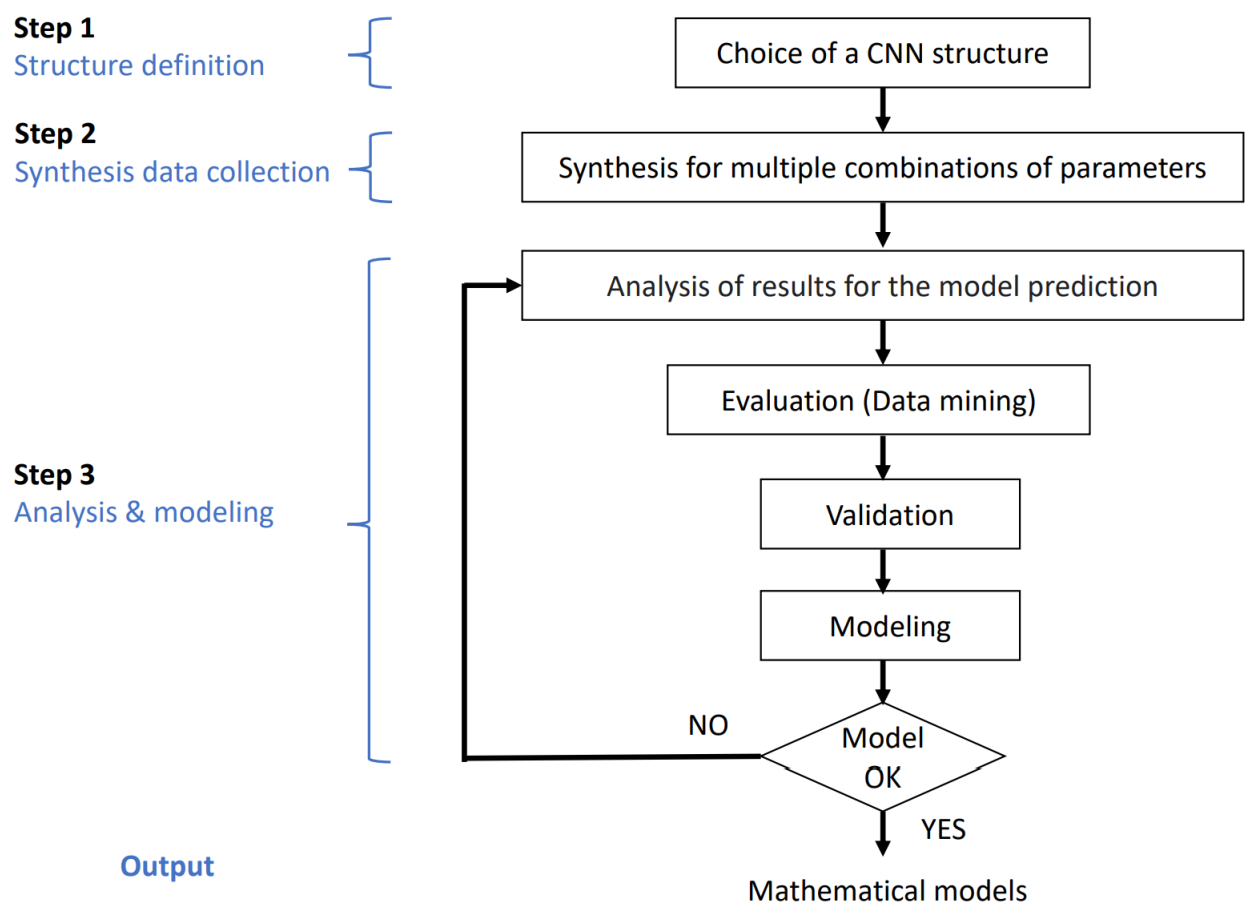 Step 1
Structure definition
Choice of a CNN structure
Step 2
Synthesis data collection
Synthesis for multiple combinations of parameters
Analysis of results for the model prediction
Evaluation (Data mining)
Step 3
Analysis & modeling
Validation
Modeling
NO
Model
OK
YES
Output
Mathematical models